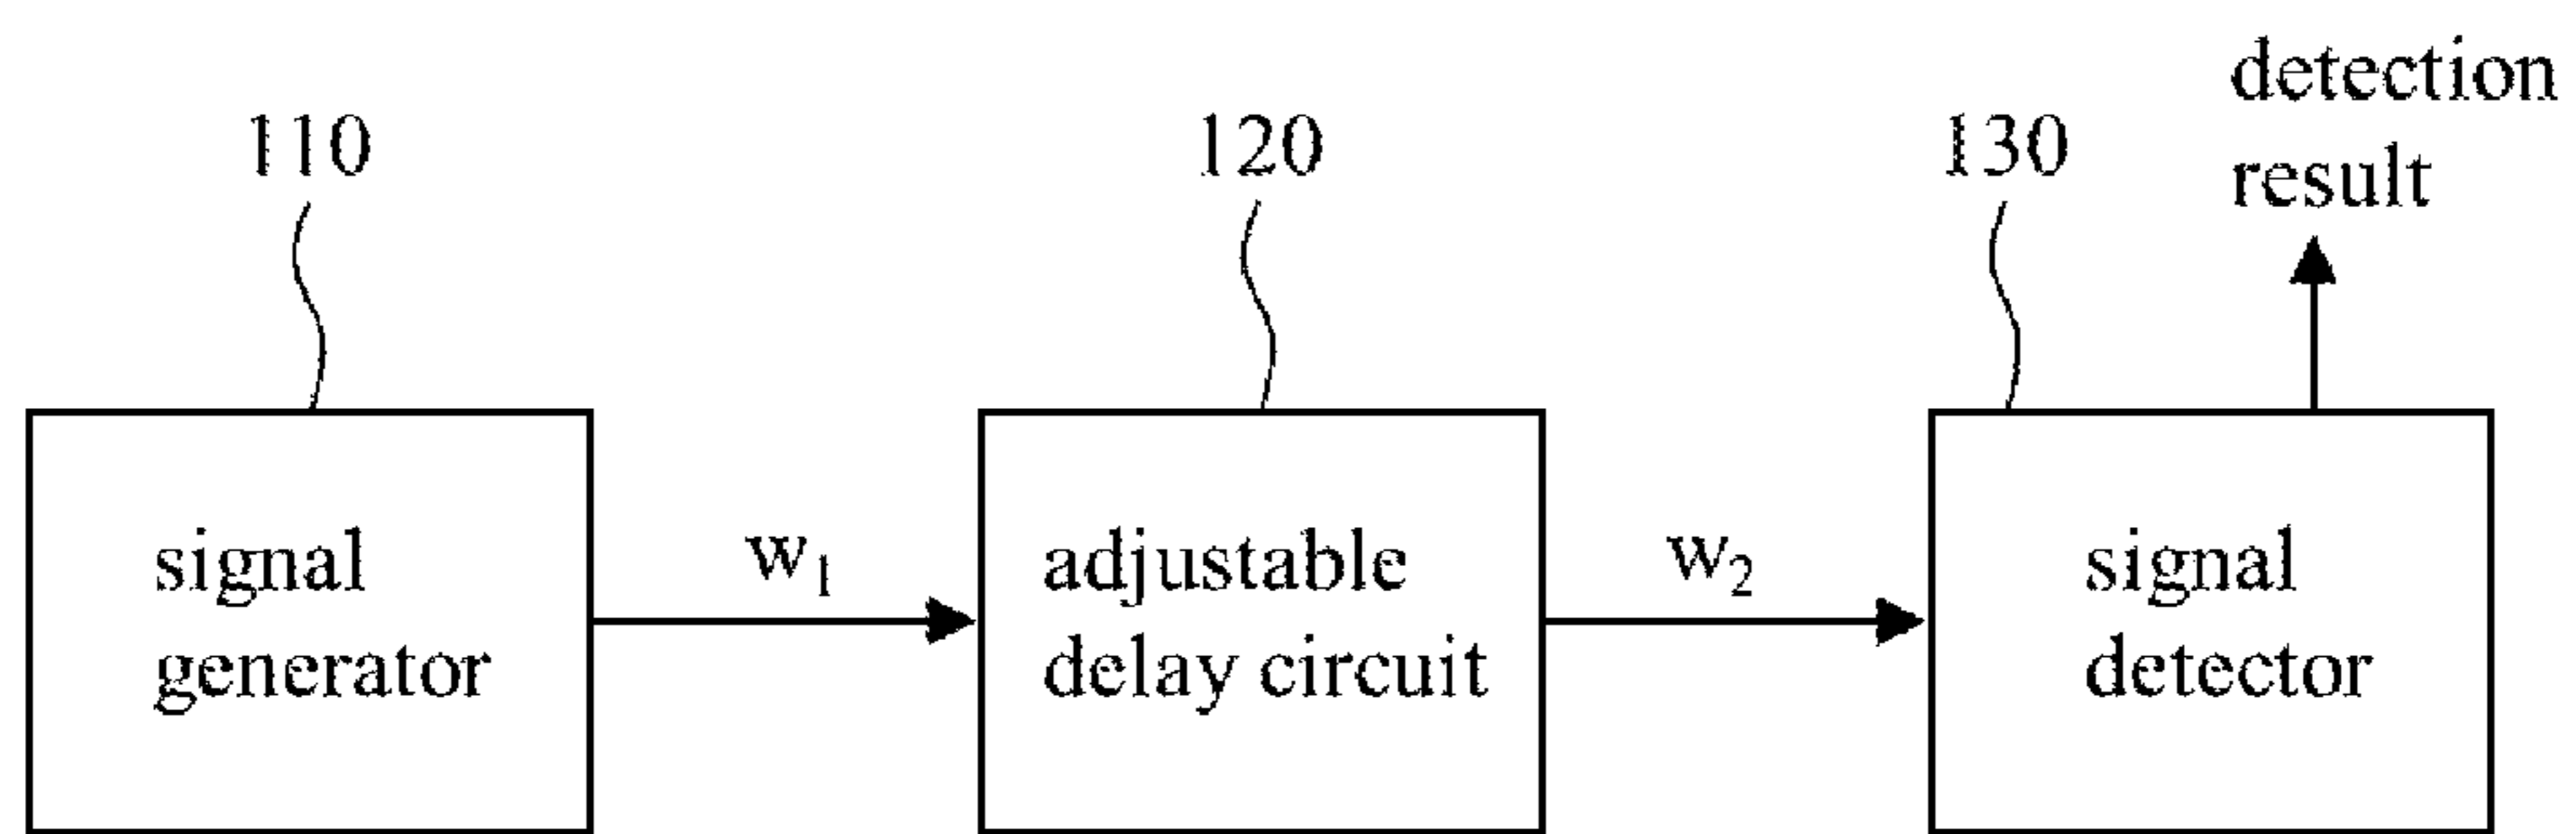 detection
result
110
120
130
signal
generator
w₁
adjustable
delay circuit
w₂
signal
detector